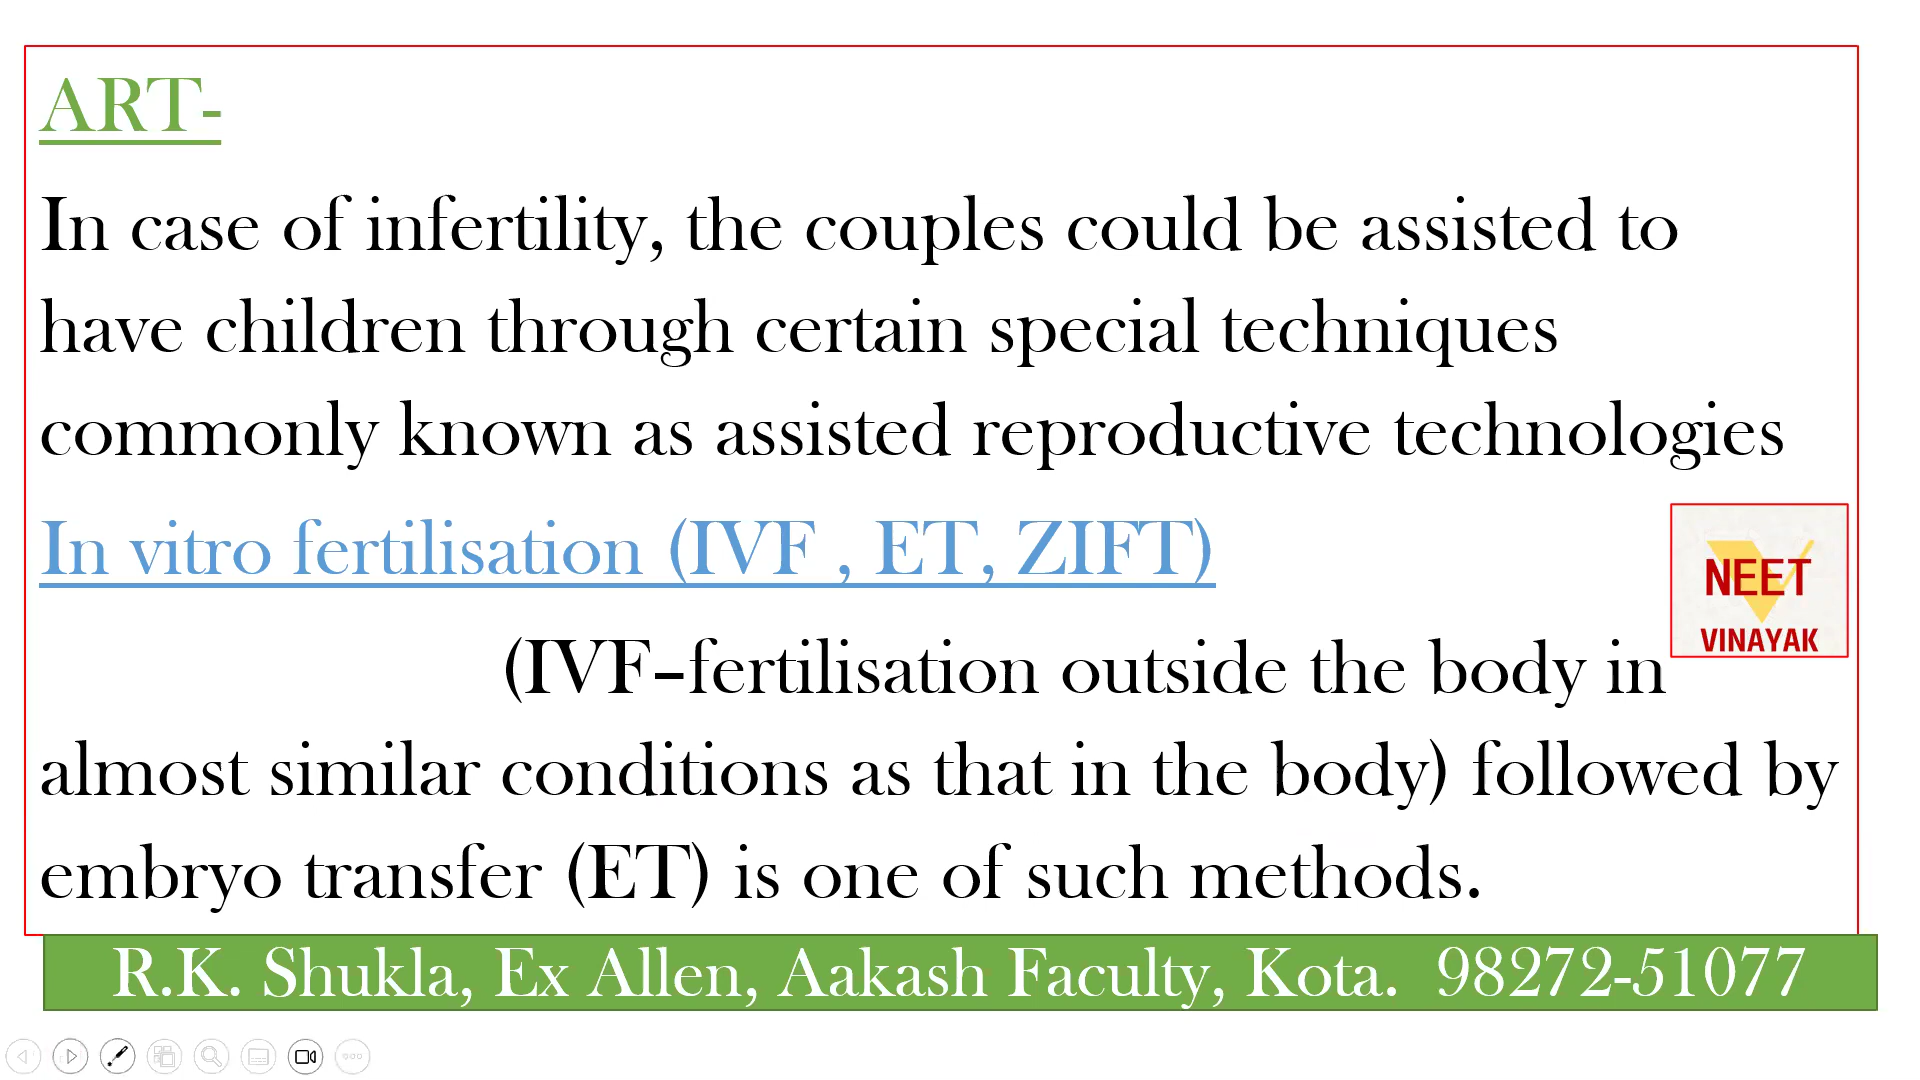 ART-
In case of infertility, the couples could be assisted to
have children through certain special techniques
commonly known as assisted reproductive technologies
In vitro fertilisation (IVF , ET, ZIFT)
NEET
VINAYAK
(IVF–fertilisation outside the body in
almost similar conditions as that in the body) followed by
embryo transfer (ET) is one of such methods.
R.K. Shukla, Ex Allen, Aakash Faculty, Kota. 98272-51077